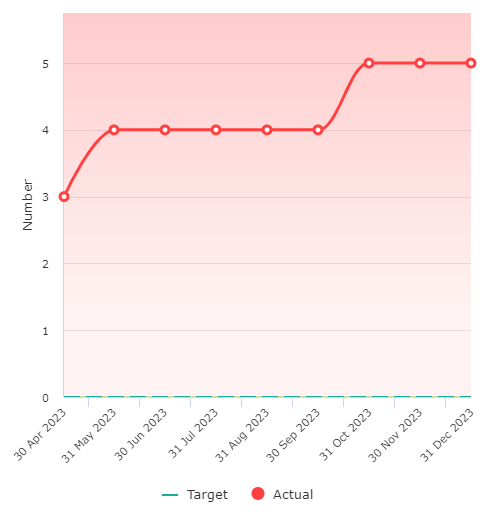 5
4
3
2
1
0
Number
30 Apr 2023
31 May 2023
30 Jun 2023
31 Jul 2023
31 Aug 2023
30 Sep 2023
31 Oct 2023
30 Nov 2023
31 Dec 2023
Target Actual